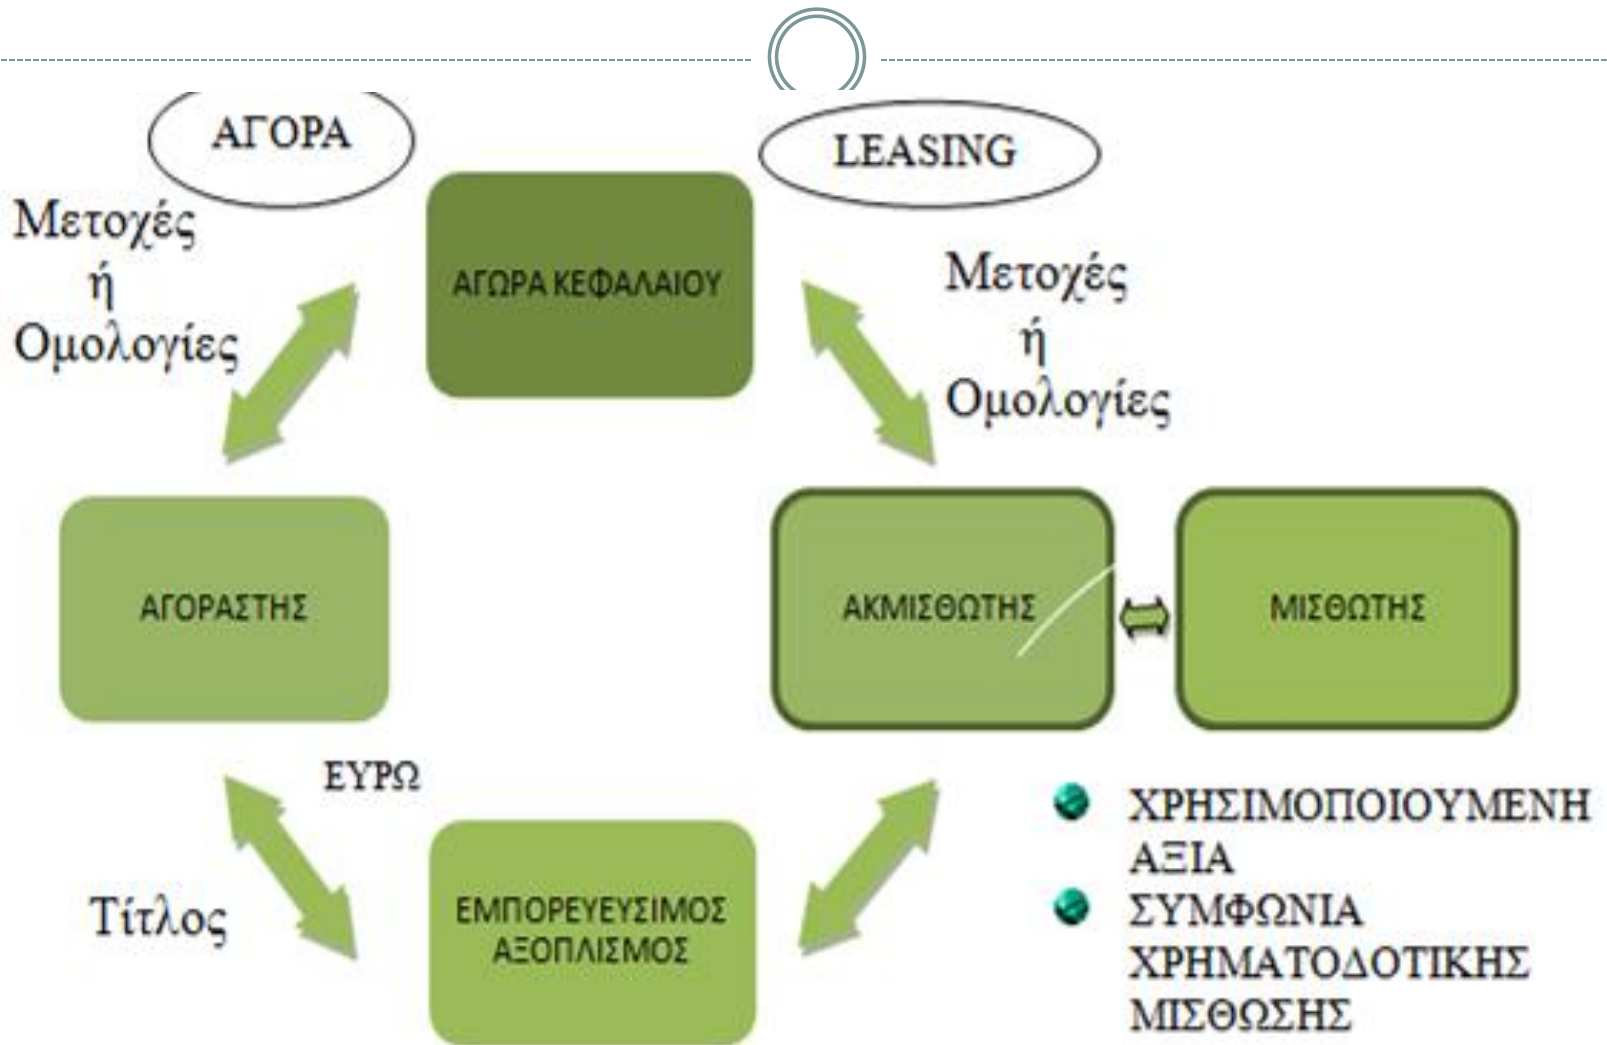 ΑΓΟΡΑ
LEASING
Μετοχές
ή
Ομολογίες
ΑΓΩΡΑ ΚΕΦΑΛΑΙΟΥ
Μετοχές
ή
Ομολογίες
ΑΓΟΡΑΣΤΗΣ
ΑΚΜΙΣΘΩΤΗΣ
ΜΙΣΘΩΤΗΣ
ΕΥΡΩ
Τίτλος
ΕΜΠΟΡΕΥΕΥΣΙΜΟΣ
ΑΞΟΠΛΙΣΜΟΣ
ΧΡΗΣΙΜΟΠΟΙΟΥΜΕΝΗ
ΑΞΙΑ
ΣΥΜΦΩΝΙΑ
ΧΡΗΜΑΤΟΔΟΤΙΚΗΣ
ΜΙΣΘΩΣΗΣ